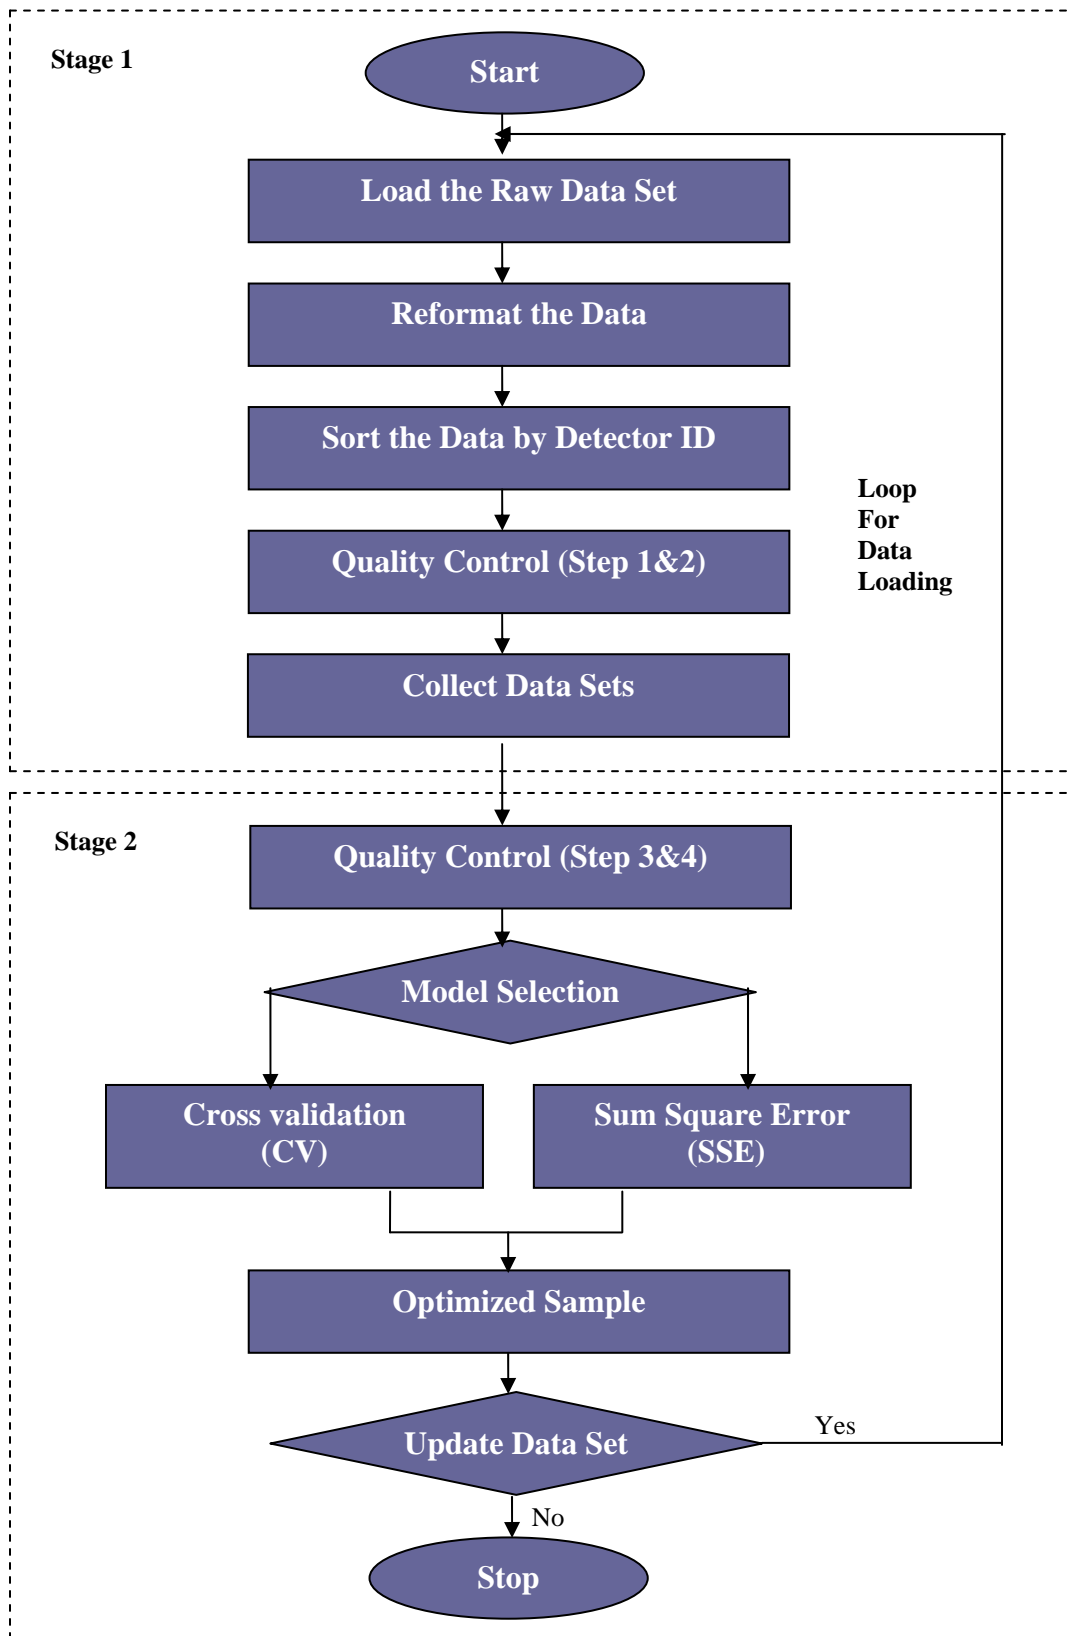 Stage 1
Start
Load the Raw Data Set
Reformat the Data
Sort the Data by Detector ID
Loop
For
Data
Loading
Quality Control (Step 1&2)
Collect Data Sets
Stage 2
Quality Control (Step 3&4)
Model Selection
Cross validation
(CV)
Sum Square Error
(SSE)
Optimized Sample
Update Data Set
Yes
No
Stop